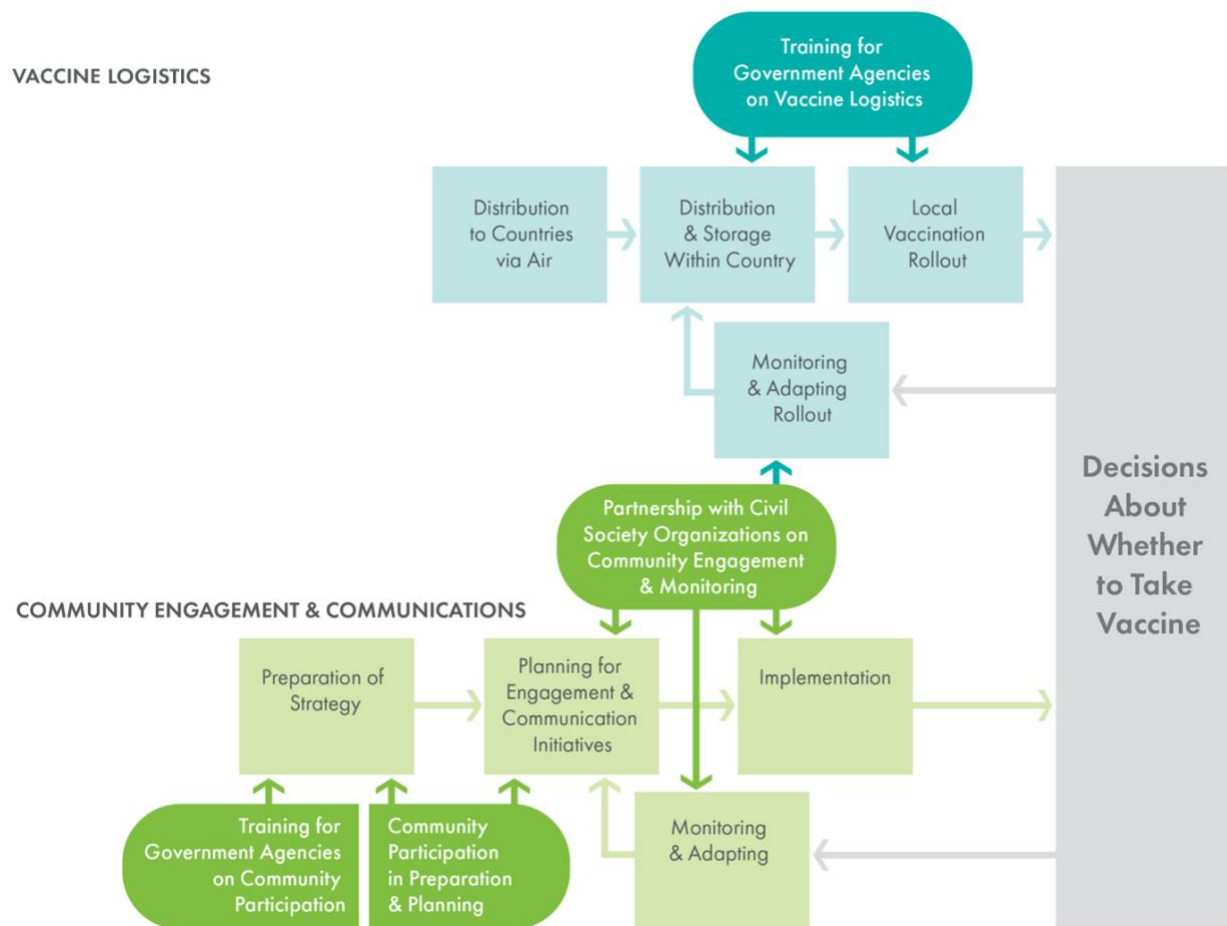 VACCINE LOGISTICS
Training for
Government Agencies
on Vaccine Logistics
Distribution
to Countries
via Air
Distribution
& Storage
Within Country
Local
Vaccination
Rollout
Monitoring
& Adapting
Rollout
Decisions
About
Whether
to Take
Vaccine
Partnership with Civil
Society Organizations on
Community Engagement
& Monitoring
COMMUNITY ENGAGEMENT & COMMUNICATIONS
Preparation of
Strategy
Planning for
Engagement &
Communication
Initiatives
Implementation
Training for
Government Agencies
on Community
Participation
Community
Participation
in Preparation
& Planning
Monitoring
& Adapting